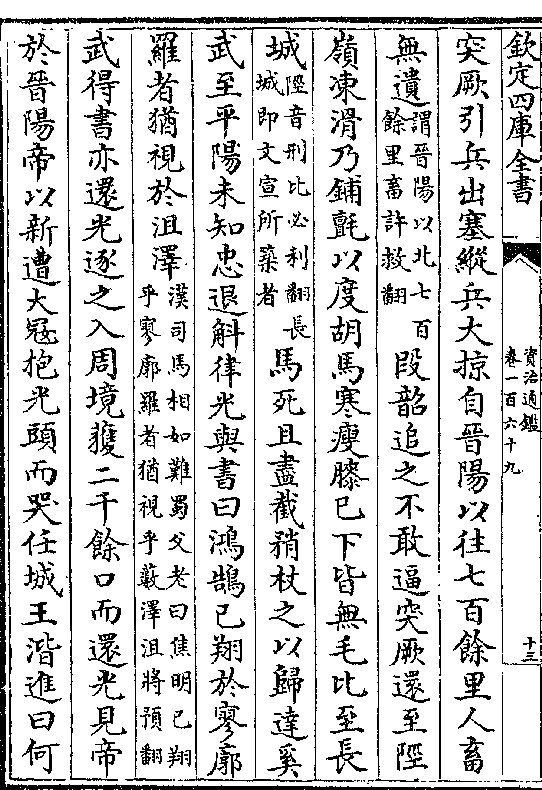 欽定四庫全書
資治通鑑
卷一百六十九
十三
突厥引兵出塞縱兵大掠自晉陽以往七百餘里人畜
無遺謂晉陽以北七百餘里畜許救翻段韶追之不敢逼突厥還至陘
嶺凍滑乃鋪氈以度胡馬寒瘦膝已下皆無毛比至長
城陘音刑比必利翻長城即文宣所築者馬死且盡截矟杖之以歸達奚
武至平陽未知忠退斛律光與書曰鴻鵠已翔於寥廓
羅者猶視於沮澤漢司馬相如難蜀父老曰焦明已翔乎寥廓羅者猶視乎藪澤沮將預翻
武得書亦還光逐之入周境獲二千餘口而還光見帝
於晉陽帝以新遭大冦抱光頭而哭任城王湝進曰何